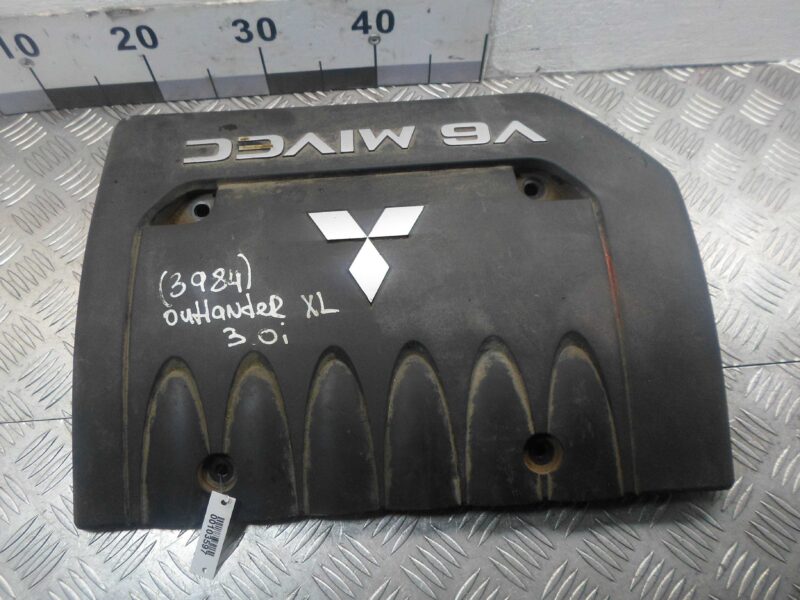 10 20 30 40
V6 MIVEC
(3984)
outlander XL
3.0i